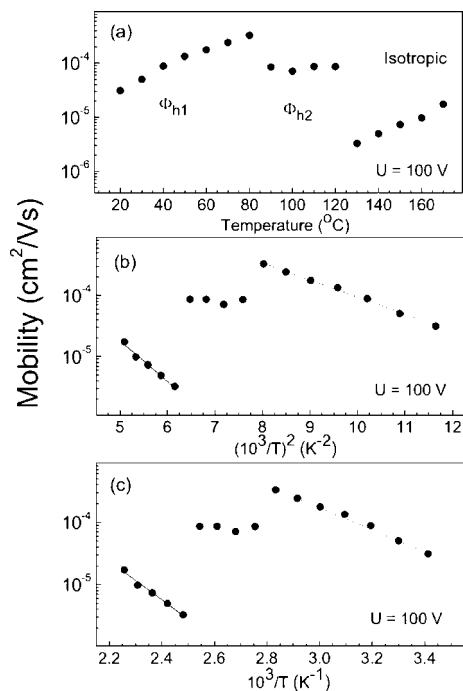 Mobility (cm²/Vs)
(a)
Isotropic
Φh1
Φh2
U = 100 V
10⁻⁴
10⁻⁵
10⁻⁶
20 40 60 80 100 120 140 160
Temperature (°C)
(b)
10⁻⁴
10⁻⁵
U = 100 V
5 6 7 8 9 10 11 12
(10³/T)² (K⁻²)
(c)
10⁻⁴
10⁻⁵
U = 100 V
2.2 2.4 2.6 2.8 3.0 3.2 3.4
10³/T (K⁻¹)